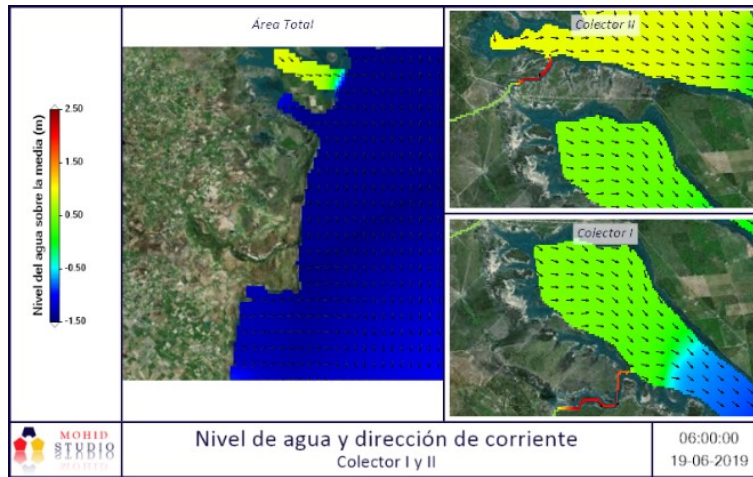 Área Total
Colector II
Nivel del agua sobre la media (m)
2.50
1.50
0.50
-0.50
-1.50
Colector I
MOHID
STUDIO
Nivel de agua y dirección de corriente
Colector I y II
06:00:00
19-06-2019